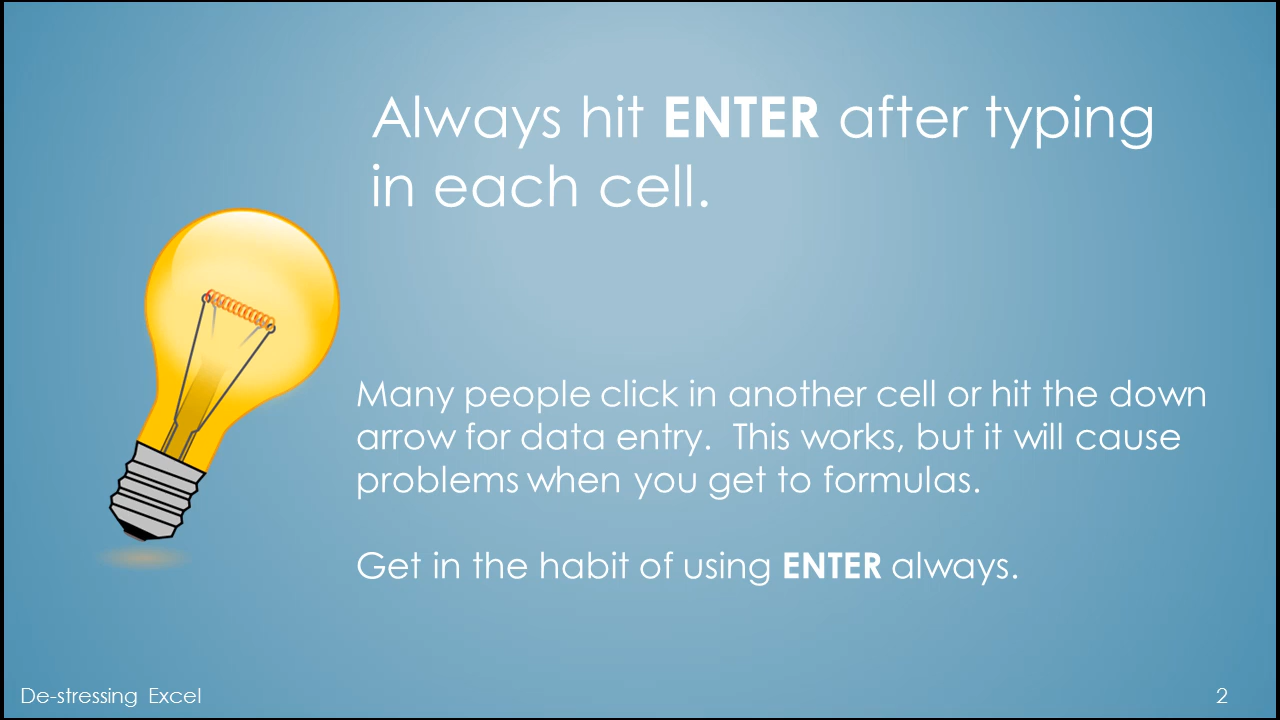 Always hit ENTER after typing
in each cell.
Many people click in another cell or hit the down
arrow for data entry.  This works, but it will cause
problems when you get to formulas.
Get in the habit of using ENTER always.
De-stressing Excel
2